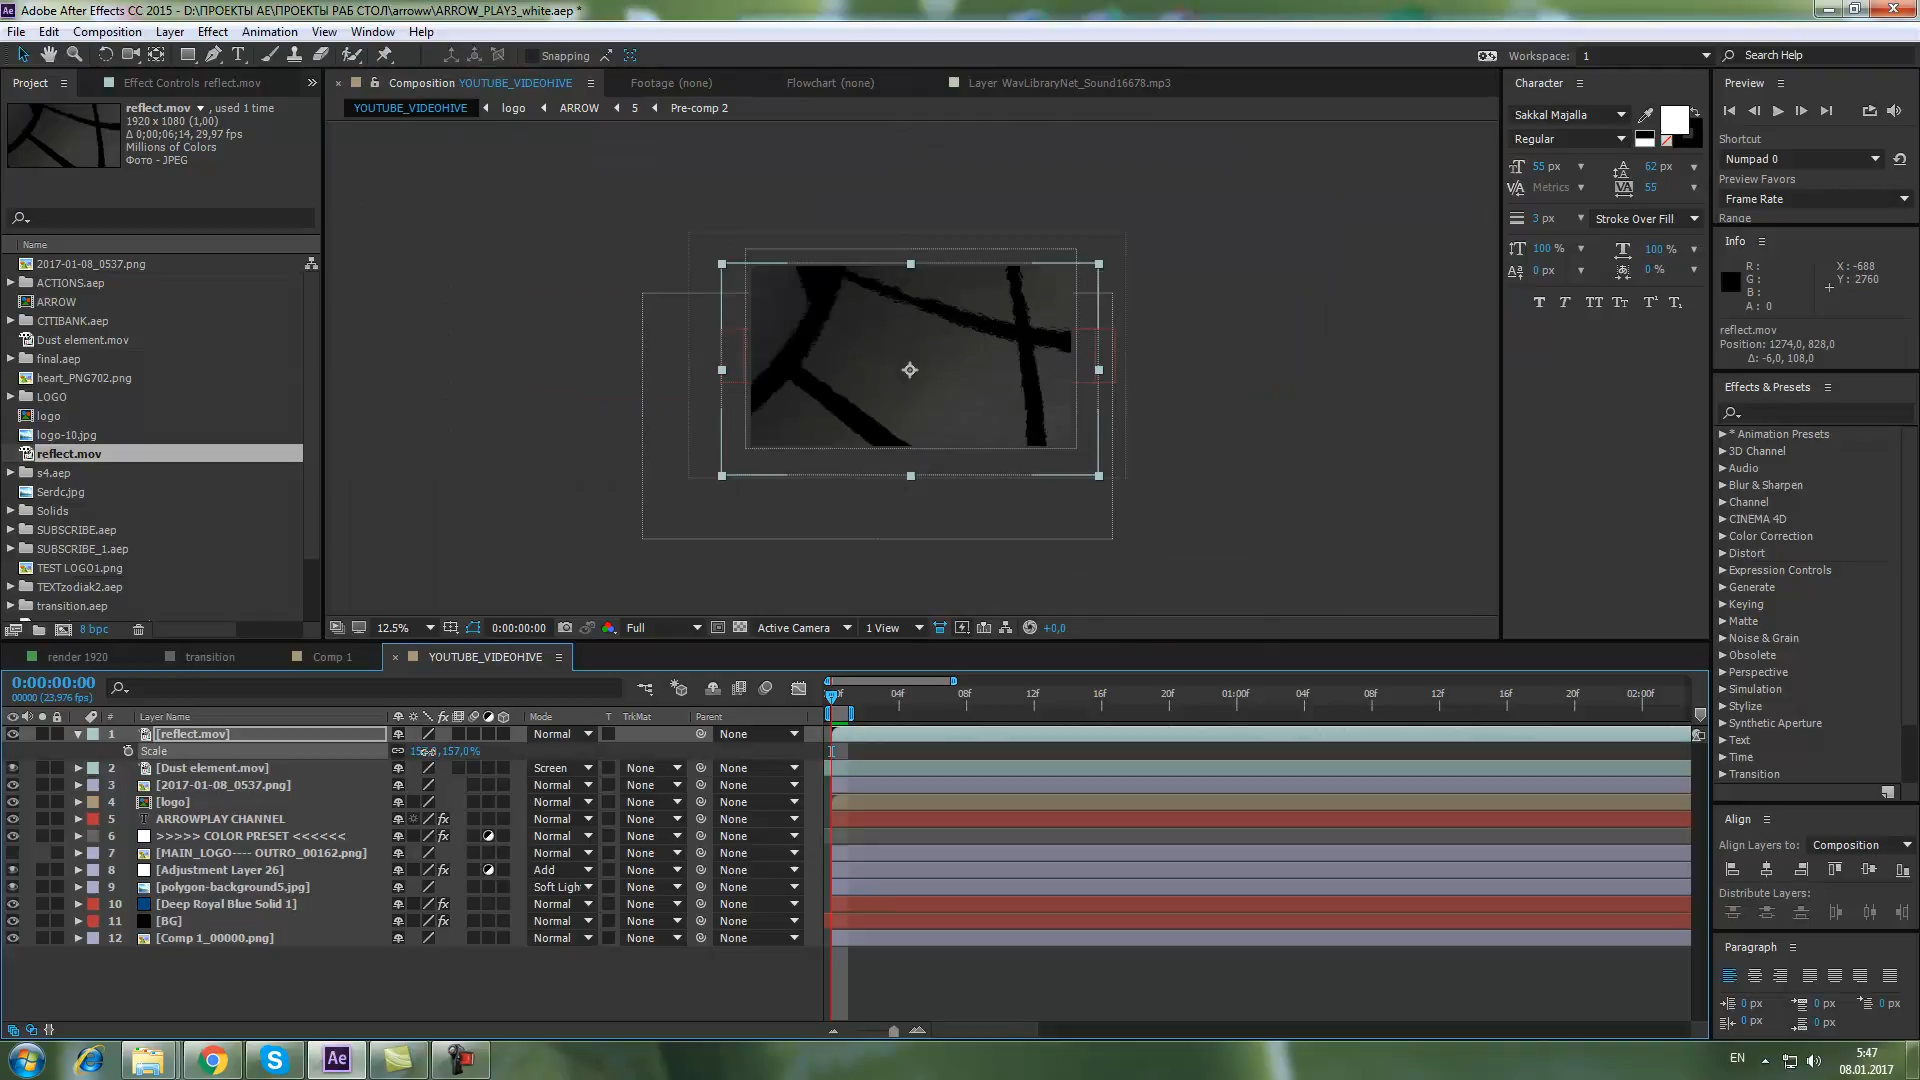 Adobe After Effects CC 2015 - D:\ПРОЕКТЫ АЕ\ПРОЕКТЫ РАБ СТОЛ\arroww\ARROW_PLAY3_white.aep *
File Edit Composition Layer Effect Animation View Window Help
Snapping Workspace: 1 Search Help
Project Effect Controls reflect.mov
Composition YOUTUBE_VIDEOHIVE Footage (none) Flowchart (none) Layer WavLibraryNet_Sound16678.mp3
YOUTUBE_VIDEOHIVE logo ARROW 5 Pre-comp 2
reflect.mov , used 1 time
1920 x 1080 (1,00)
Δ 0;00;06;14, 29,97 fps
Millions of Colors
Фото - JPEG
Name
2017-01-08_0537.png
ACTIONS.aep
ARROW
CITIBANK.aep
Dust element.mov
final.aep
heart_PNG702.png
LOGO
logo
logo-10.jpg
reflect.mov
s4.aep
Serdc.jpg
Solids
SUBSCRIBE.aep
SUBSCRIBE_1.aep
TEST LOGO1.png
TEXTzodiak2.aep
transition.aep
8 bpc
12.5% 0:00:00:00 Full Active Camera 1 View +0,0
Character
Sakkal Majalla
Regular
55 px 62 px
Metrics 55
3 px Stroke Over Fill
100 % 100 %
0 px 0 %
Preview
Shortcut
Numpad 0
Preview Favors
Frame Rate
Range
Info
R :
G :
B :
A : 0
X : -688
Y : 2760
reflect.mov
Position: 1274,0, 828,0
Δ: -6,0, 108,0
Effects & Presets
* Animation Presets
3D Channel
Audio
Blur & Sharpen
Channel
CINEMA 4D
Color Correction
Distort
Expression Controls
Generate
Keying
Matte
Noise & Grain
Obsolete
Perspective
Simulation
Stylize
Synthetic Aperture
Text
Time
Transition
Align
Align Layers to: Composition
Distribute Layers:
Paragraph
0 px 0 px 0 px
0 px 0 px
render 1920 transition Comp 1 YOUTUBE_VIDEOHIVE
0:00:00:00
00000 (23.976 fps)
04f 08f 12f 16f 20f 01:00f 04f 08f 12f 16f 20f 02:00f
# Layer Name Mode T TrkMat Parent
1 [reflect.mov] Normal None
Scale 157,0%
2 [Dust element.mov] Screen None None
3 [2017-01-08_0537.png] Normal None None
4 [logo] Normal None None
5 ARROWPLAY CHANNEL Normal None None
6 >>>>> COLOR PRESET <<<<<< Normal None None
7 [MAIN_LOGO---- OUTRO_00162.png] Normal None None
8 [Adjustment Layer 26] Add None None
9 [polygon-background5.jpg] Soft Ligh None None
10 [Deep Royal Blue Solid 1] Normal None None
11 [BG] Normal None None
12 [Comp 1_00000.png] Normal None None
EN 5:47
08.01.2017